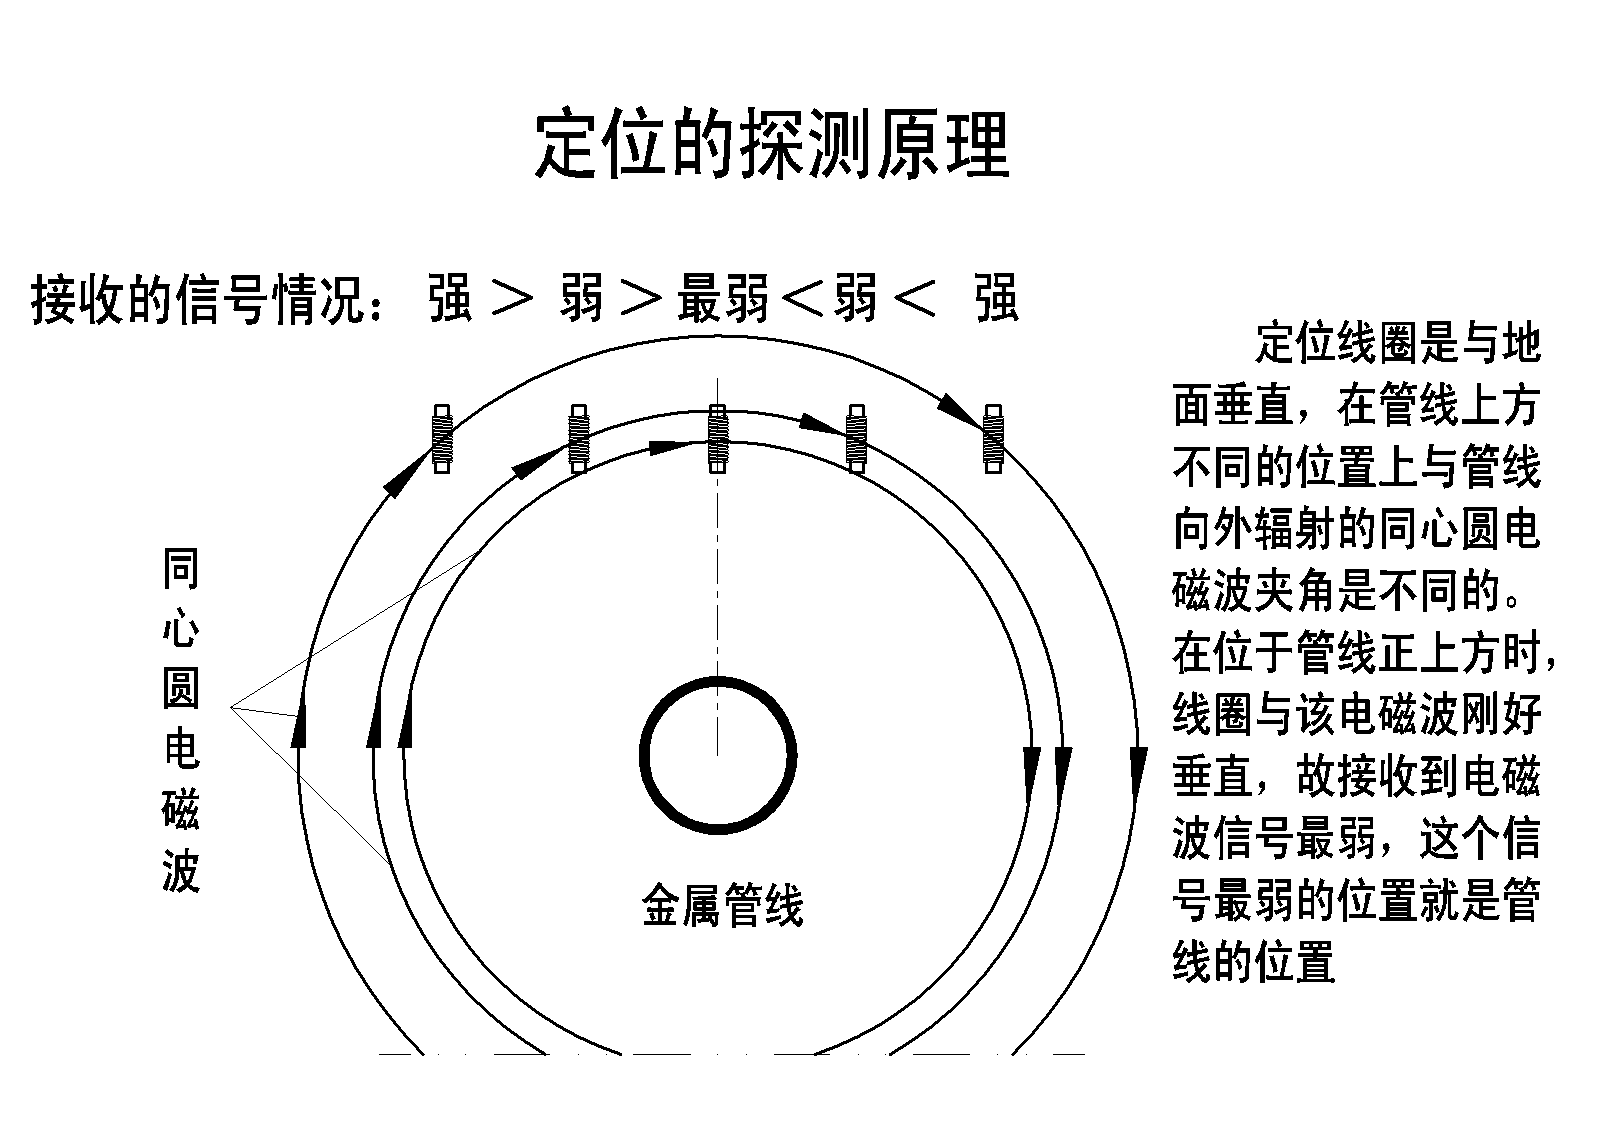 定位的探测原理
接收的信号情况： 强 ＞ 弱 ＞ 最弱 ＜ 弱 ＜ 强
定位线圈是与地
面垂直，在管线上方
不同的位置上与管线
向外辐射的同心圆电
磁波夹角是不同的。
在位于管线正上方时，
线圈与该电磁波刚好
垂直，故接收到电磁
波信号最弱，这个信
号最弱的位置就是管
线的位置
同心圆电磁波
金属管线